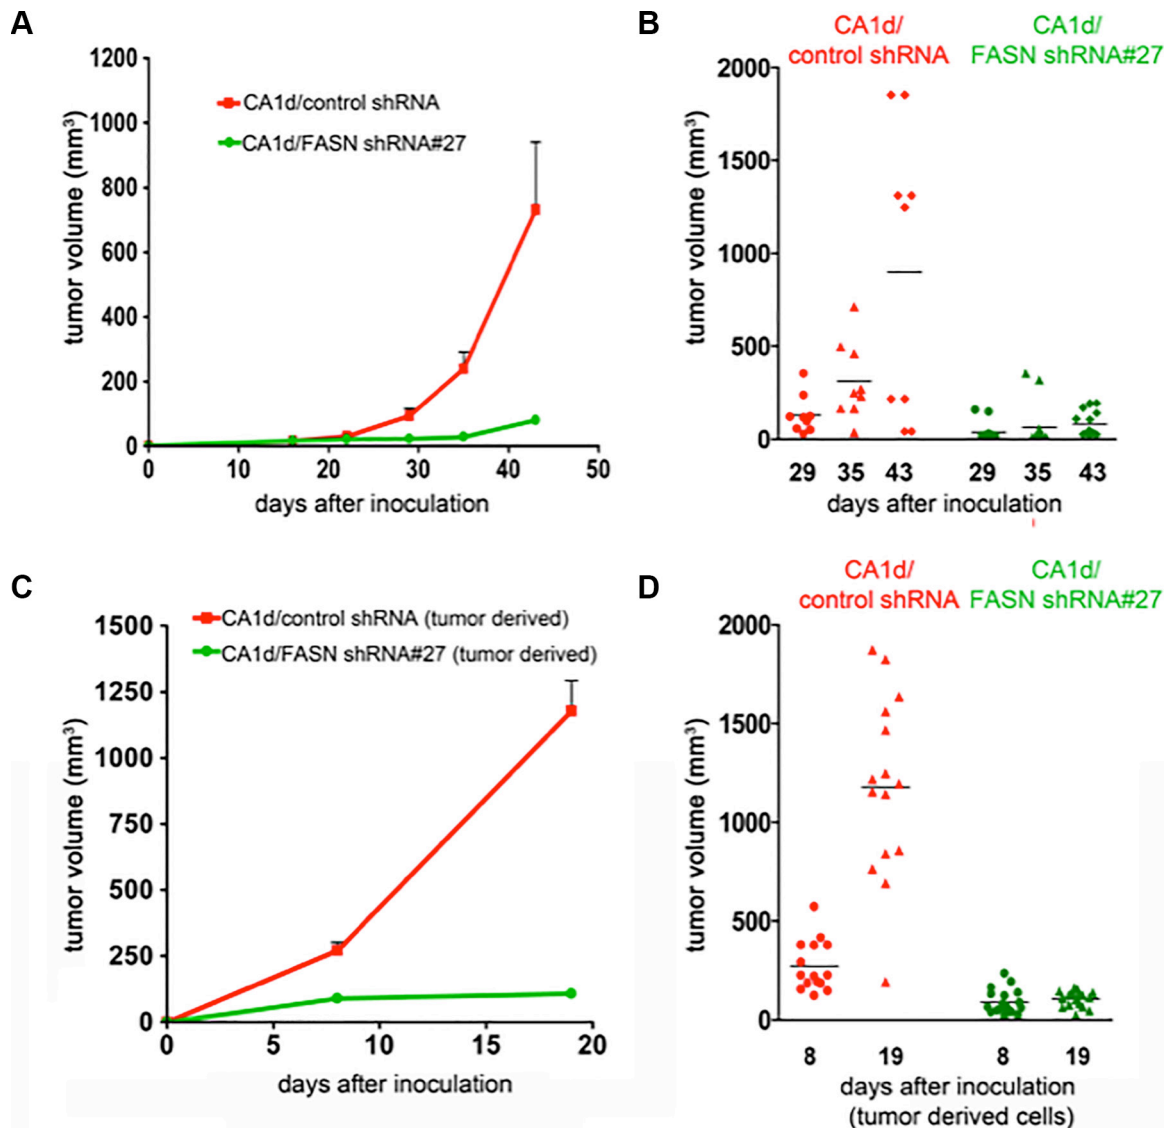 A
1200
1000
800
600
400
200
0
tumor volume (mm³)
CA1d/control shRNA
CA1d/FASN shRNA#27
0 10 20 30 40 50
days after inoculation
B
CA1d/
control shRNA
CA1d/
FASN shRNA#27
2000
1500
1000
500
0
tumor volume (mm³)
29 35 43 29 35 43
days after inoculation
C
1500
1250
1000
750
500
250
0
tumor volume (mm³)
CA1d/control shRNA (tumor derived)
CA1d/FASN shRNA#27 (tumor derived)
0 5 10 15 20
days after inoculation
D
CA1d/
control shRNA
CA1d/
FASN shRNA#27
2000
1500
1000
500
0
tumor volume (mm³)
8 19 8 19
days after inoculation
(tumor derived cells)